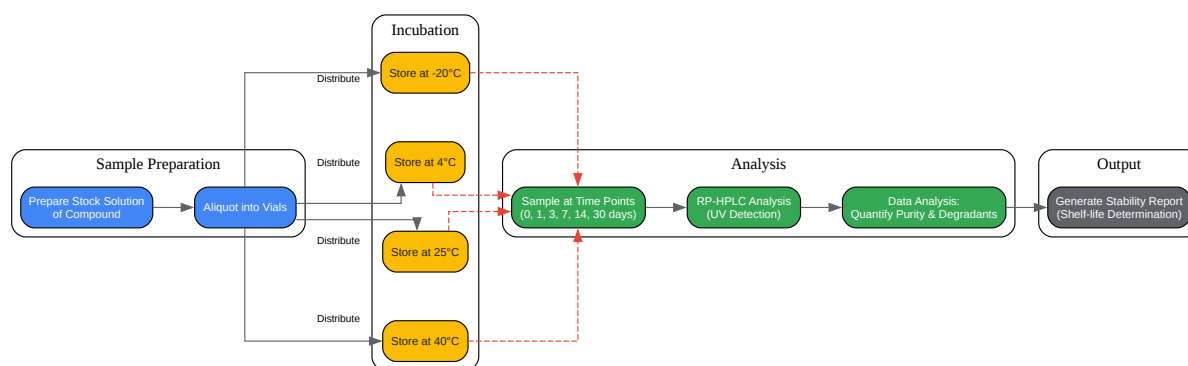 Incubation
Store at -20°C
Distribute
Distribute
Store at 4°C
Sample Preparation
Analysis
Output
Prepare Stock Solution
of Compound
Aliquot into Vials
Sample at Time Points
(0, 1, 3, 7, 14, 30 days)
RP-HPLC Analysis
(UV Detection)
Data Analysis:
Quantify Purity & Degradants
Generate Stability Report
(Shelf-life Determination)
Distribute
Store at 25°C
Distribute
Store at 40°C